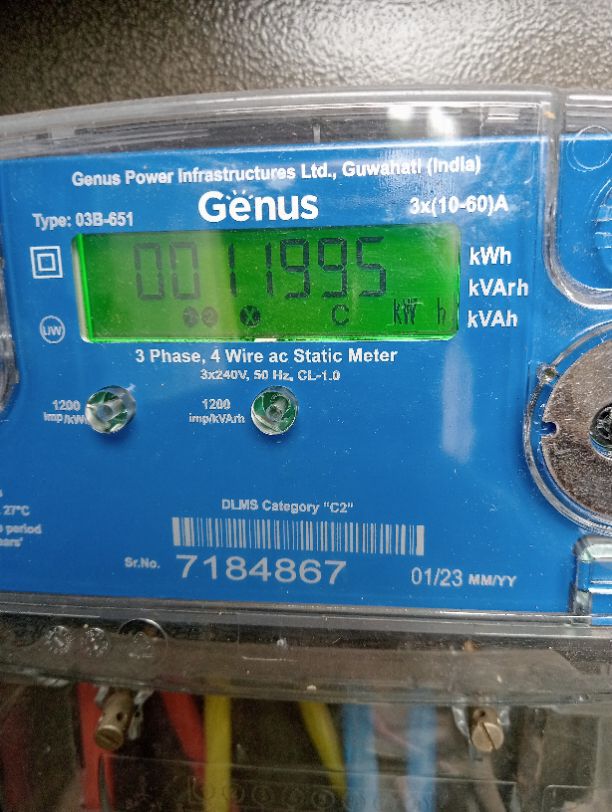 Genus Power Infrastructures Ltd., Guwahati (India)
Genus
Type: 03B-651
3x(10-60)A
0011995
kWh
kVArh
kVAh
kW h
C
3 Phase, 4 Wire ac Static Meter
3x240V, 50 Hz, CL-1.0
1200
imp/kW
1200
imp/kVArh
DLMS Category "C2"
27°C
period
Sr.No. 7184867
01/23 MM/YY